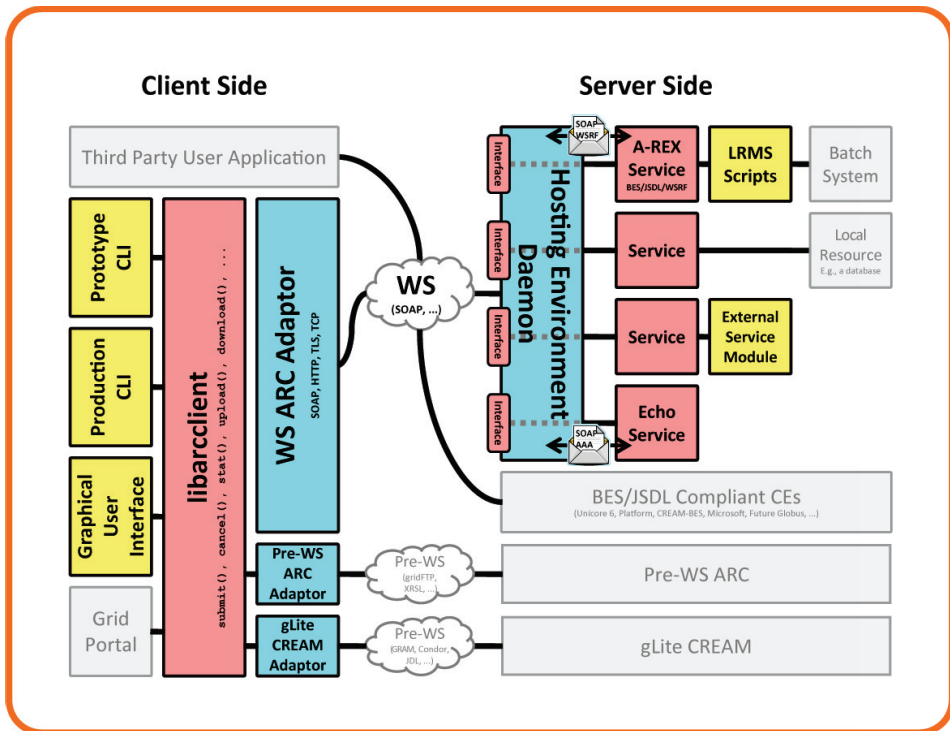 Client Side
Server Side
Third Party User Application
Prototype
CLI
Production
CLI
Graphical
User
Interface
Grid
Portal
libarcclient
submit(), cancel(), stat(), upload(), download(), ...
WS ARC Adaptor
SOAP, HTTP, TLS, TCP
Pre-WS
ARC
Adaptor
gLite
CREAM
Adaptor
WS
(SOAP, ...)
Pre-WS
(gridFTP,
XRSL, ...)
Pre-WS
(GRAM, Condor,
JDL, ...)
Interface
Interface
Interface
Interface
Hosting Environment
Daemon
SOAP
WSRF
SOAP
AAA
A-REX
Service
BES/JSDL/WSRF
LRMS
Scripts
Batch
System
Service
Local
Resource
E.g., a database
Service
External
Service
Module
Echo
Service
BES/JSDL Compliant CEs
(Unicore 6, Platform, CREAM-BES, Microsoft, Future Globus, ...)
Pre-WS ARC
gLite CREAM